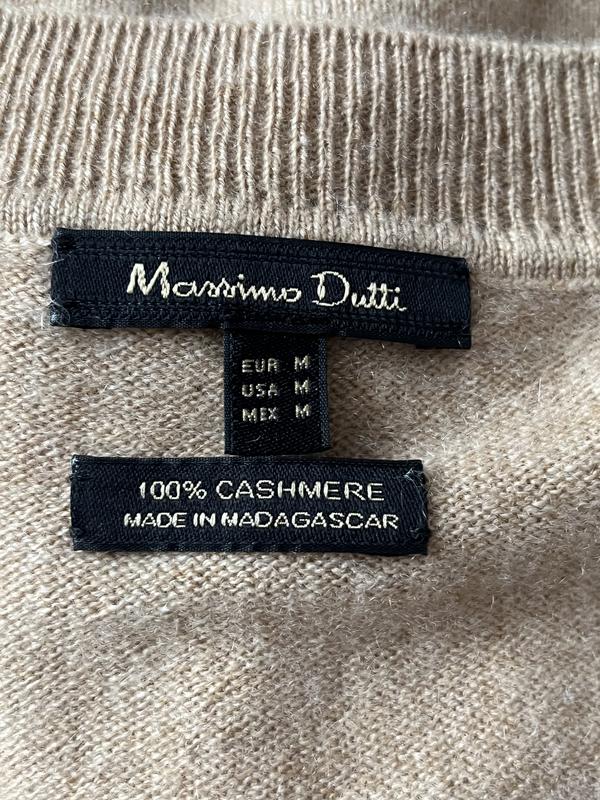 Massimo Dutti
EUR M
USA M
MEX M
100% CASHMERE
MADE IN MADAGASCAR